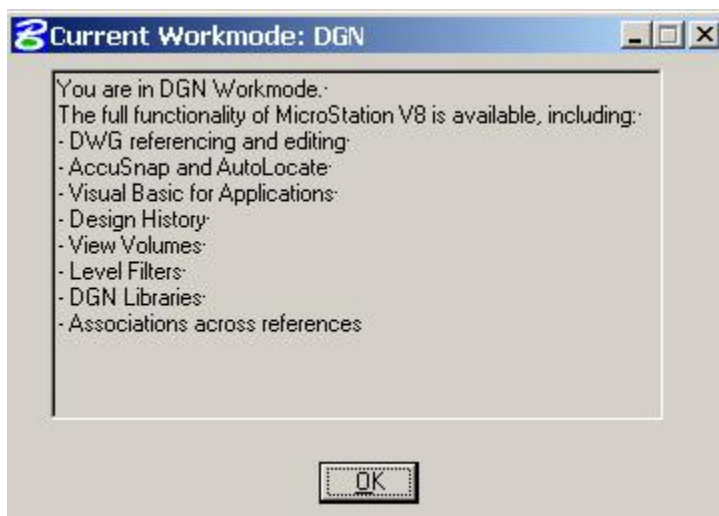 Current Workmode: DGN
You are in DGN Workmode.
The full functionality of MicroStation V8 is available, including:
- DWG referencing and editing
- AccuSnap and AutoLocate
- Visual Basic for Applications
- Design History
- View Volumes
- Level Filters
- DGN Libraries
- Associations across references
OK